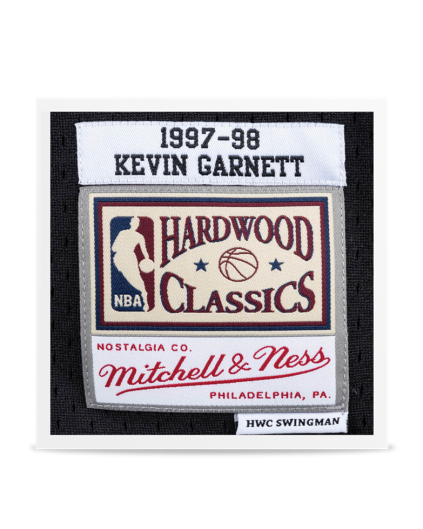 1997-98
KEVIN GARNETT
HARDWOOD
NBA
CLASSICS
NOSTALGIA CO.
Mitchell & Ness
PHILADELPHIA, PA.
HWC SWINGMAN